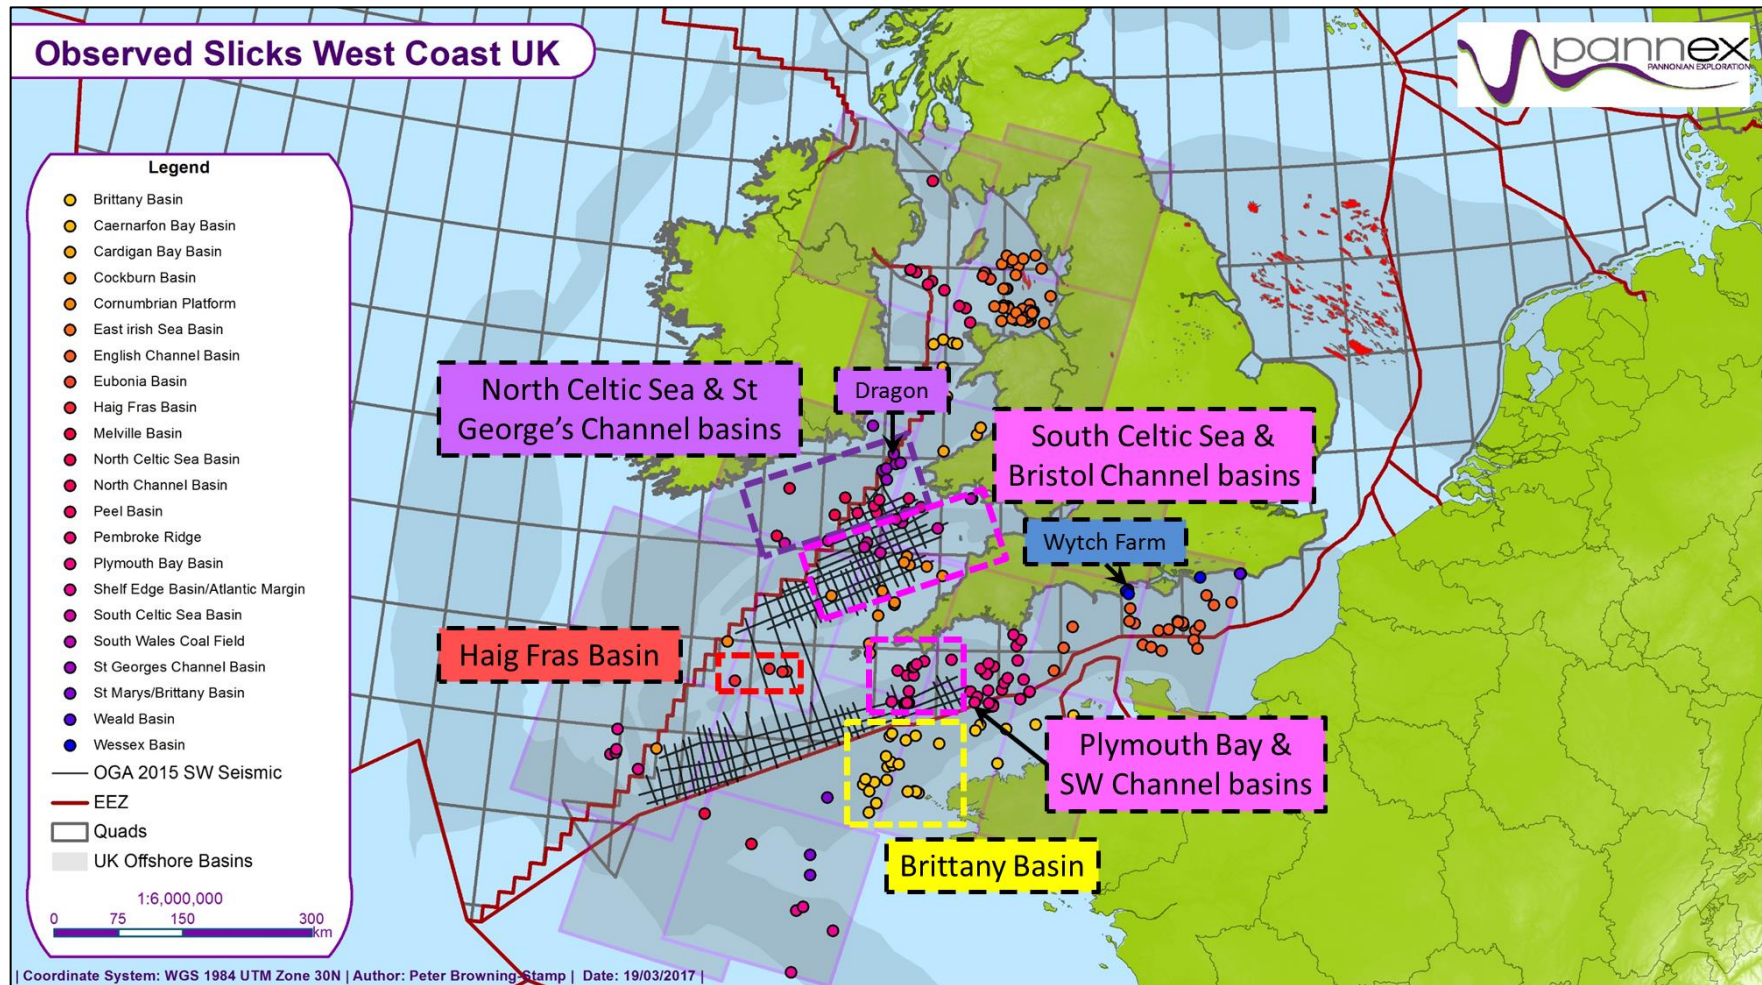 Observed Slicks West Coast UK
pannex
PANNONIAN EXPLORATION
Legend
Brittany Basin
Caernarfon Bay Basin
Cardigan Bay Basin
Cockburn Basin
Cornumbrian Platform
East irish Sea Basin
English Channel Basin
Eubonia Basin
Haig Fras Basin
Melville Basin
North Celtic Sea Basin
North Channel Basin
Peel Basin
Pembroke Ridge
Plymouth Bay Basin
Shelf Edge Basin/Atlantic Margin
South Celtic Sea Basin
South Wales Coal Field
St Georges Channel Basin
St Marys/Brittany Basin
Weald Basin
Wessex Basin
OGA 2015 SW Seismic
EEZ
Quads
UK Offshore Basins
1:6,000,000
0 75 150 300
km
North Celtic Sea & St
George's Channel basins
Dragon
South Celtic Sea &
Bristol Channel basins
Wytch Farm
Haig Fras Basin
Plymouth Bay &
SW Channel basins
Brittany Basin
| Coordinate System: WGS 1984 UTM Zone 30N | Author: Peter Browning-Stamp | Date: 19/03/2017 |